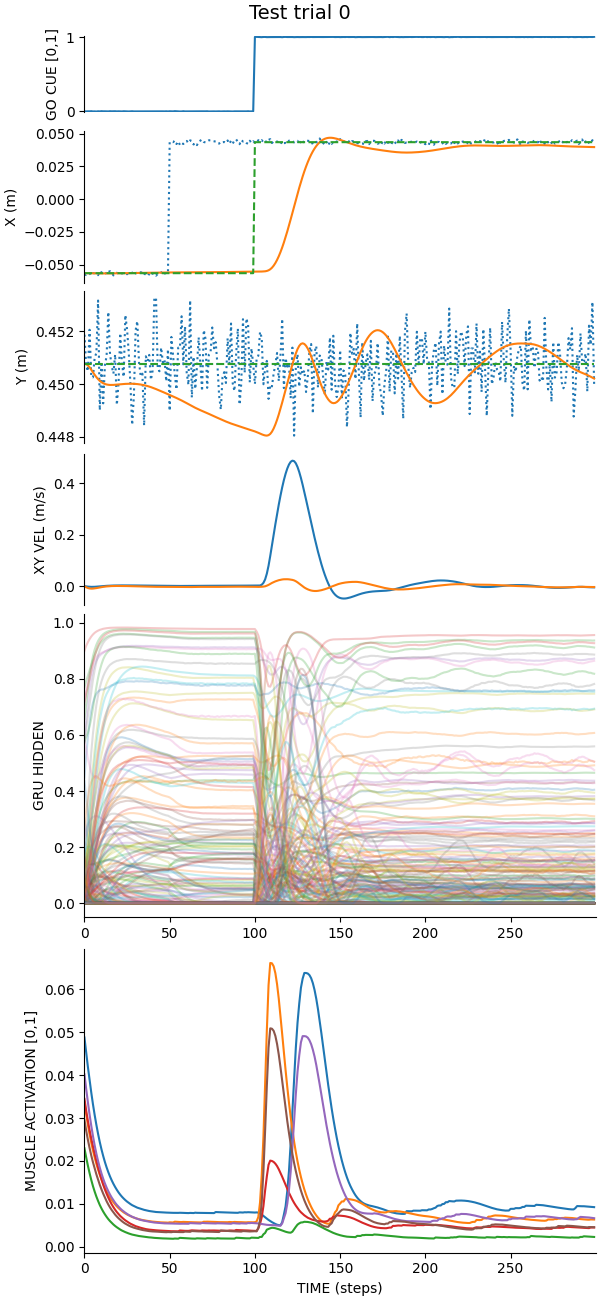 Test trial 0
GO CUE [0,1]
1
0
X (m)
0.050
0.025
0.000
−0.025
−0.050
Y (m)
0.452
0.450
0.448
XY VEL (m/s)
0.4
0.2
0.0
GRU HIDDEN
1.0
0.8
0.6
0.4
0.2
0.0
0 50 100 150 200 250
MUSCLE ACTIVATION [0,1]
0.06
0.05
0.04
0.03
0.02
0.01
0.00
0 50 100 150 200 250
TIME (steps)